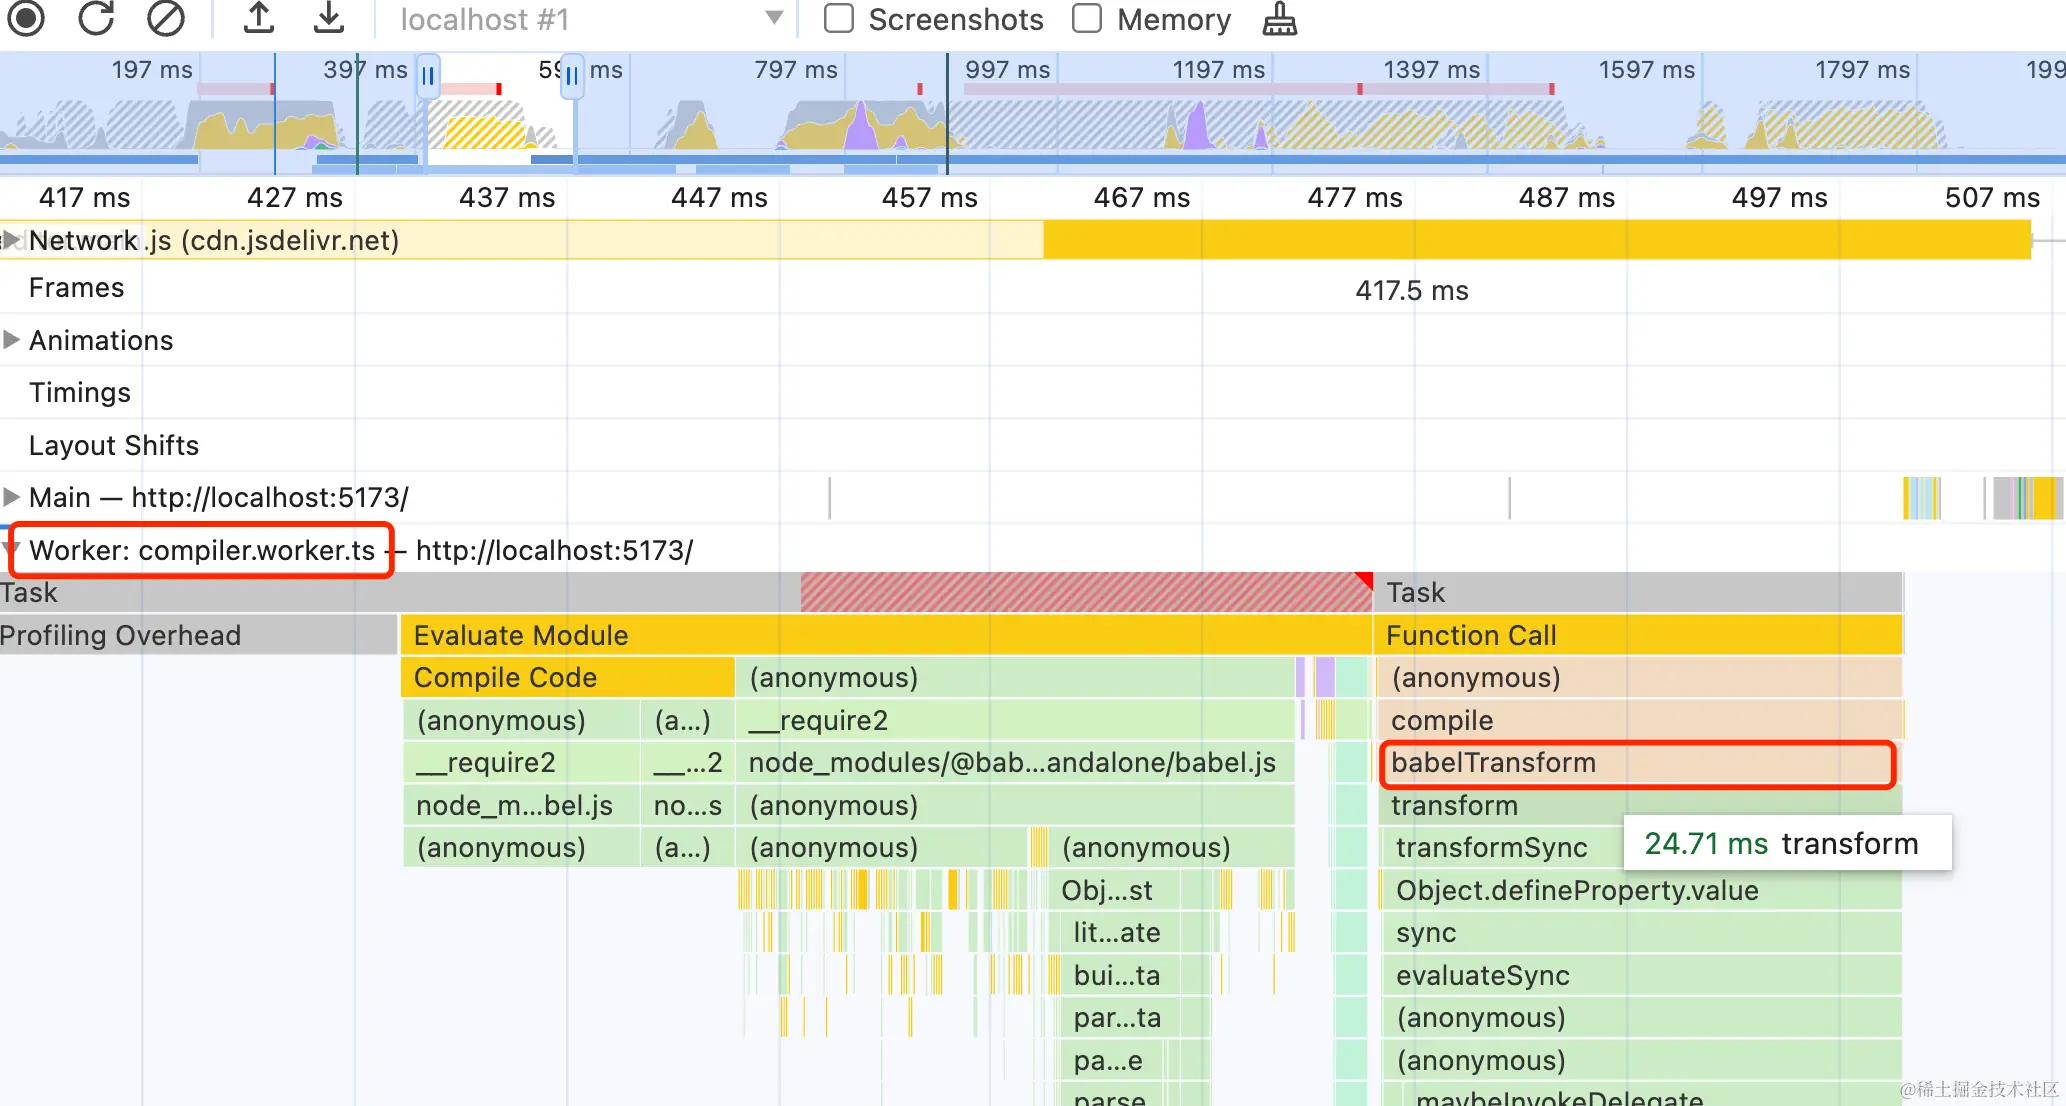 localhost #1 Screenshots Memory
197 ms 397 ms 59 ms 797 ms 997 ms 1197 ms 1397 ms 1597 ms 1797 ms 199
417 ms 427 ms 437 ms 447 ms 457 ms 467 ms 477 ms 487 ms 497 ms 507 ms
Network .js (cdn.jsdelivr.net)
Frames 417.5 ms
Animations
Timings
Layout Shifts
Main — http://localhost:5173/
Worker: compiler.worker.ts — http://localhost:5173/
Task Task
Profiling Overhead Evaluate Module Function Call
Compile Code (anonymous) (anonymous)
(anonymous) (a...) __require2 compile
__require2 __...2 node_modules/@bab...andalone/babel.js babelTransform
node_m...bel.js no...s (anonymous) transform
(anonymous) (a...) (anonymous) (anonymous) transformSync
24.71 ms transform
Obj...st Object.defineProperty.value
lit...ate sync
bui...ta evaluateSync
par...ta (anonymous)
pa...e (anonymous)
parse maybeInvokeDelegate
@稀土掘金技术社区